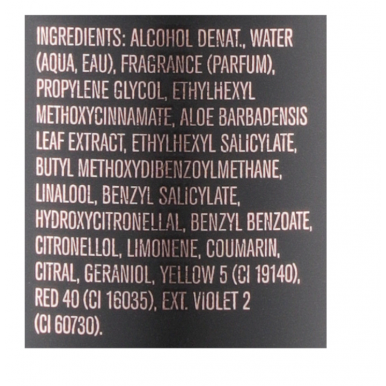 INGREDIENTS: ALCOHOL DENAT., WATER
(AQUA, EAU), FRAGRANCE (PARFUM),
PROPYLENE GLYCOL, ETHYLHEXYL
METHOXYCINNAMATE, ALOE BARBADENSIS
LEAF EXTRACT, ETHYLHEXYL SALICYLATE,
BUTYL METHOXYDIBENZOYLMETHANE,
LINALOOL, BENZYL SALICYLATE,
HYDROXYCITRONELLAL, BENZYL BENZOATE,
CITRONELLOL, LIMONENE, COUMARIN,
CITRAL, GERANIOL, YELLOW 5 (CI 19140),
RED 40 (CI 16035), EXT. VIOLET 2
(CI 60730).